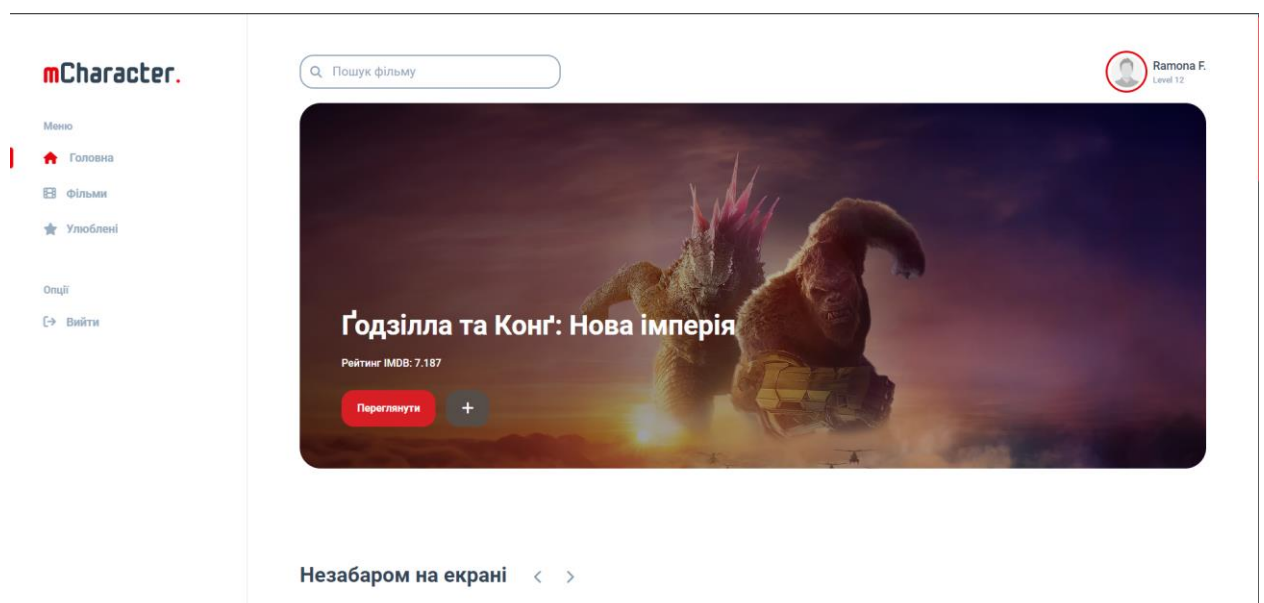 mCharacter.
Меню
Головна
Фільми
Улюблені
Опції
Вийти
Пошук фільму
Ramona F.
Level 12
Ґодзілла та Конґ: Нова імперія
Рейтинг IMDB: 7.187
Переглянути
+
Незабаром на екрані < >